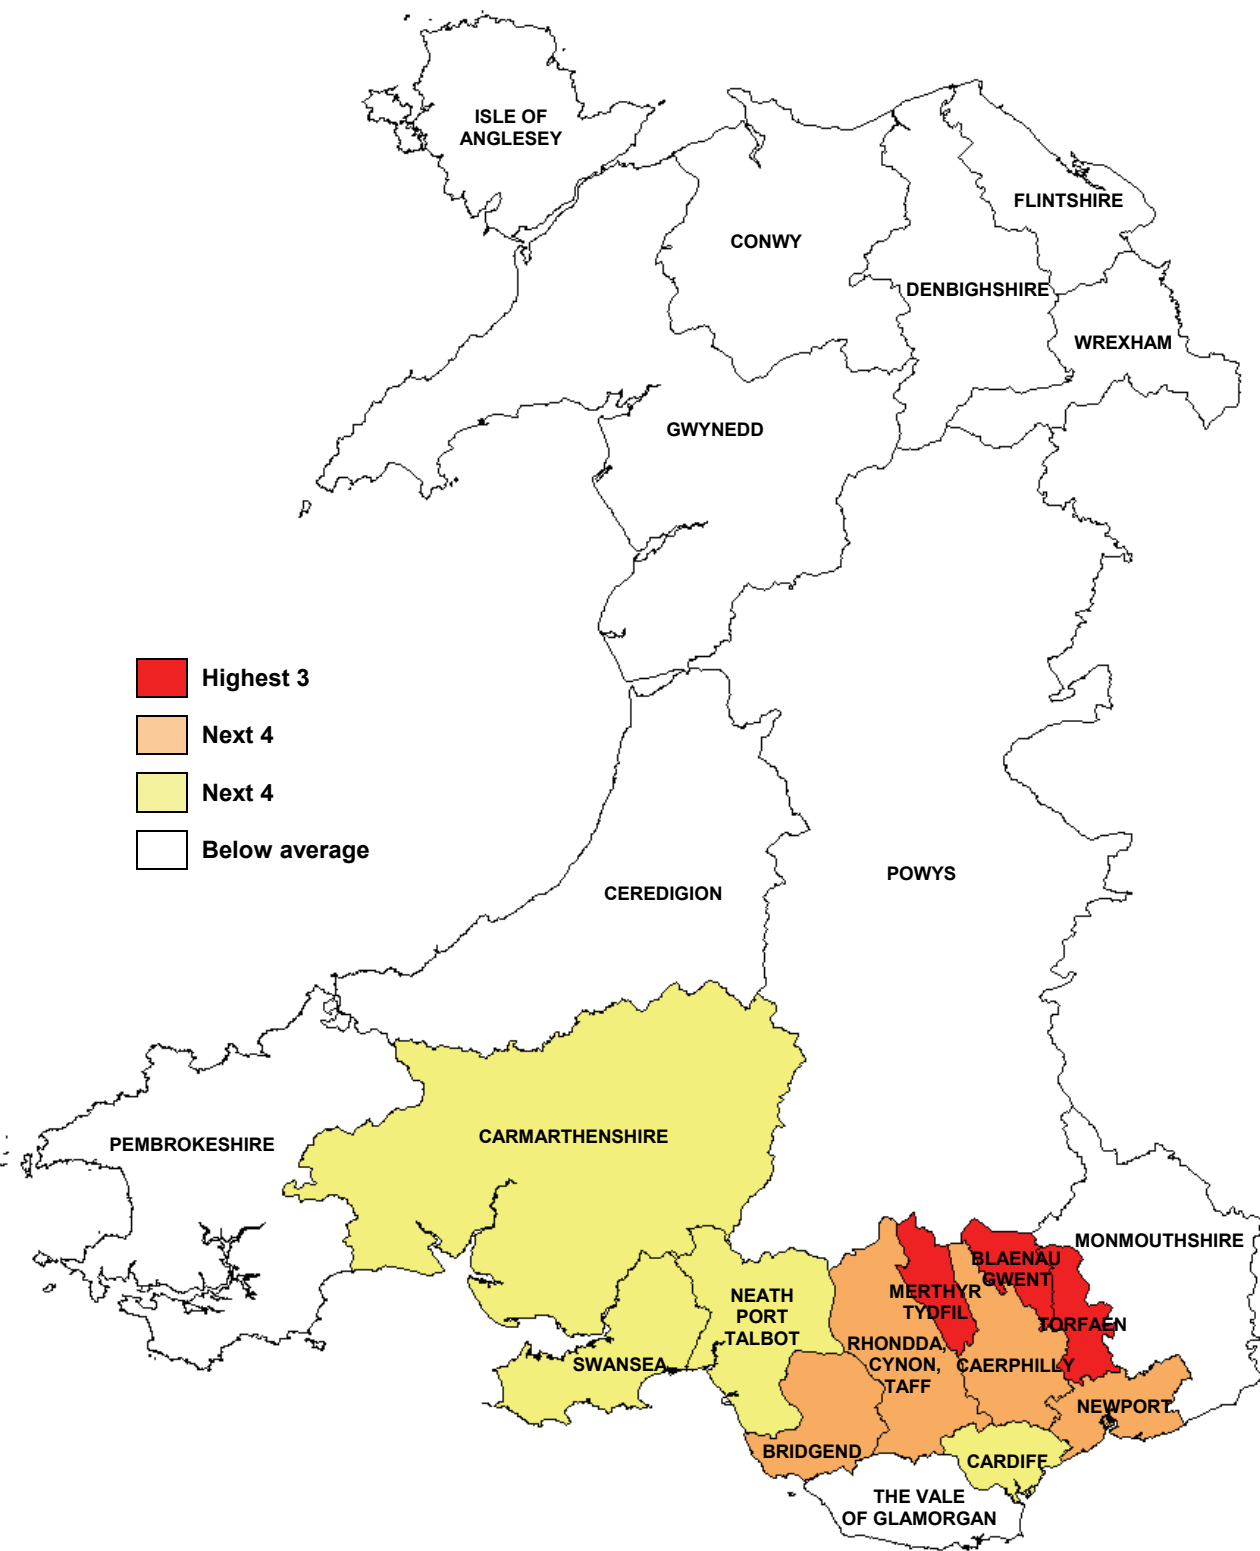 ISLE OF
ANGLESEY
FLINTSHIRE
CONWY
DENBIGHSHIRE
WREXHAM
GWYNEDD
Highest 3
Next 4
Next 4
Below average
POWYS
CEREDIGION
CARMARTHENSHIRE
PEMBROKESHIRE
MONMOUTHSHIRE
BLAENAU
GWENT
MERTHYR
TYDFIL
NEATH
PORT
TALBOT
TORFAEN
RHONDDA,
CYNON,
TAFF
CAERPHILLY
SWANSEA
NEWPORT
BRIDGEND
CARDIFF
THE VALE
OF GLAMORGAN